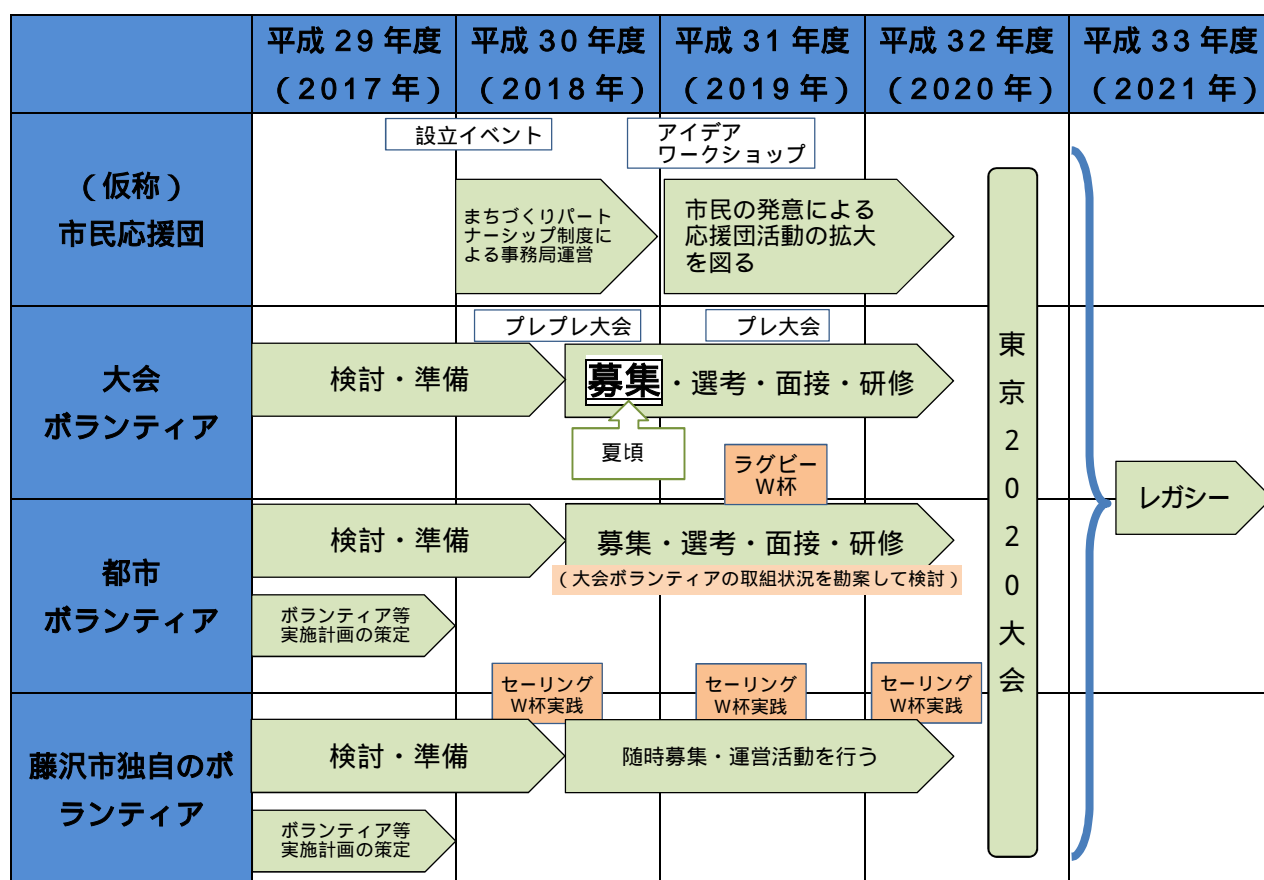 平成29年度
(2017年)
平成30年度
(2018年)
平成31年度
(2019年)
平成32年度
(2020年)
平成33年度
(2021年)
(仮称)
市民応援団
設立イベント
アイデア
ワークショップ
まちづくりパート
ナーシップ制度に
よる事務局運営
市民の発意による
応援団活動の拡大
を図る
大会
ボランティア
プレプレ大会
プレ大会
検討・準備
募集・選考・面接・研修
夏頃
ラグビー
W杯
都市
ボランティア
検討・準備
募集・選考・面接・研修
(大会ボランティアの取組状況を勘案して検討)
ボランティア等
実施計画の策定
藤沢市独自のボ
ランティア
セーリング
W杯実践
セーリング
W杯実践
セーリング
W杯実践
検討・準備
随時募集・運営活動を行う
ボランティア等
実施計画の策定
東京2020大会
レガシー